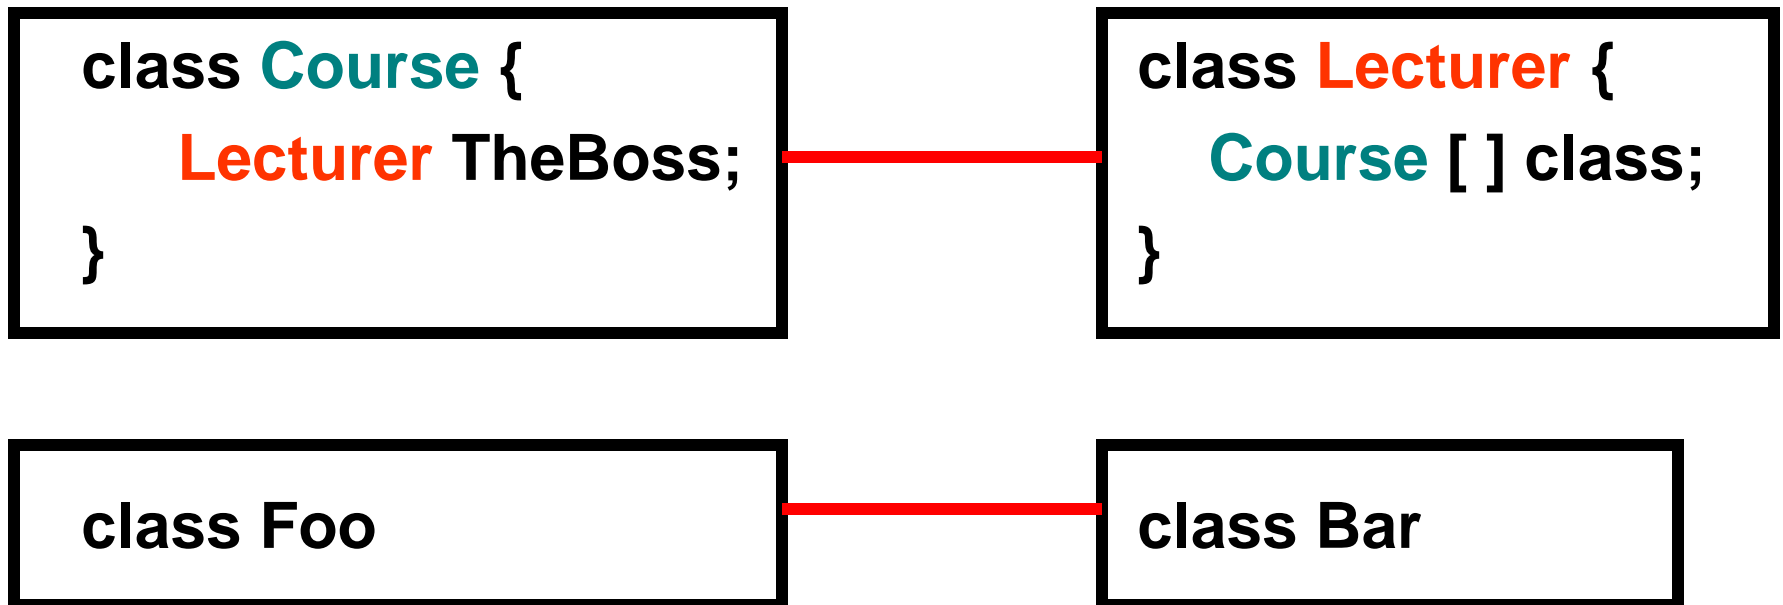 class Course {
Lecturer TheBoss;
}
class Lecturer {
Course [ ] class;
}
class Foo
class Bar